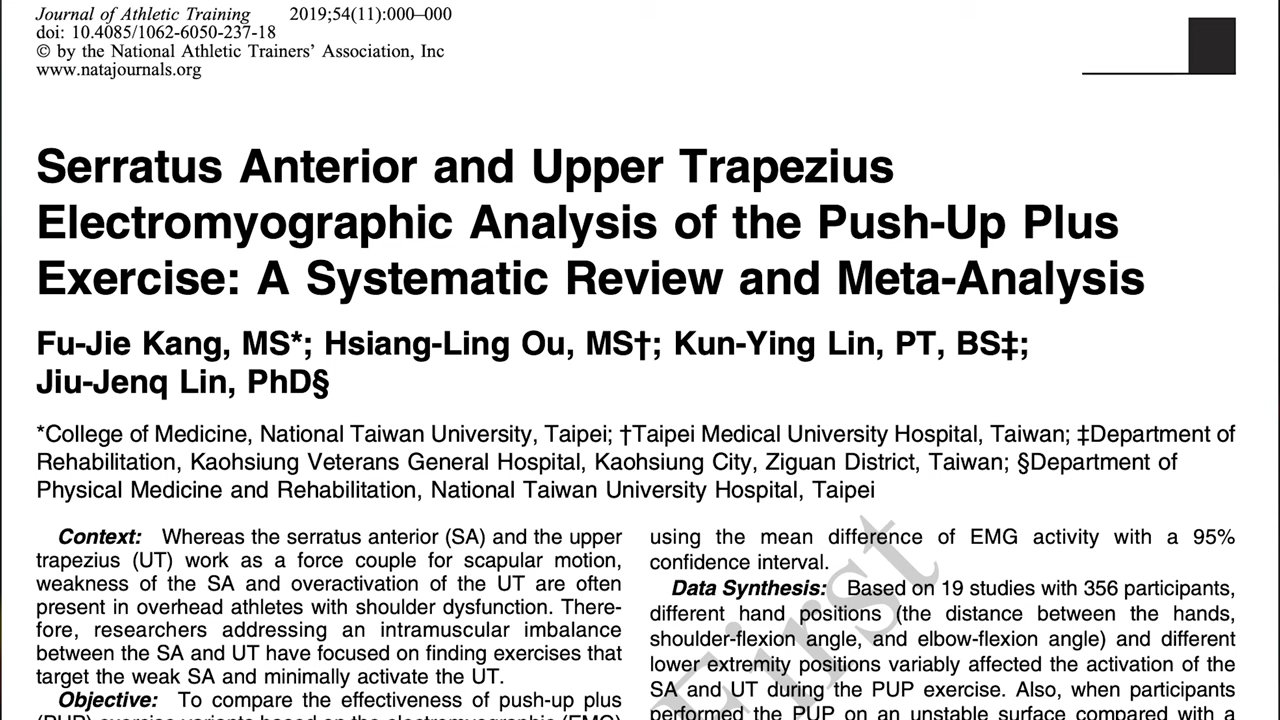 Journal of Athletic Training 2019;54(11):000–000
doi: 10.4085/1062-6050-237-18
© by the National Athletic Trainers' Association, Inc
www.natajournals.org
Serratus Anterior and Upper Trapezius
Electromyographic Analysis of the Push-Up Plus
Exercise: A Systematic Review and Meta-Analysis
Fu-Jie Kang, MS*; Hsiang-Ling Ou, MS†; Kun-Ying Lin, PT, BS‡;
Jiu-Jenq Lin, PhD§
*College of Medicine, National Taiwan University, Taipei; †Taipei Medical University Hospital, Taiwan; ‡Department of
Rehabilitation, Kaohsiung Veterans General Hospital, Kaohsiung City, Ziguan District, Taiwan; §Department of
Physical Medicine and Rehabilitation, National Taiwan University Hospital, Taipei
Context: Whereas the serratus anterior (SA) and the upper
trapezius (UT) work as a force couple for scapular motion,
weakness of the SA and overactivation of the UT are often
present in overhead athletes with shoulder dysfunction. There-
fore, researchers addressing an intramuscular imbalance
between the SA and UT have focused on finding exercises that
target the weak SA and minimally activate the UT.
Objective: To compare the effectiveness of push-up plus
(PUP) exercise variants based on the electromyographic (EMG)
using the mean difference of EMG activity with a 95%
confidence interval.
Data Synthesis: Based on 19 studies with 356 participants,
different hand positions (the distance between the hands,
shoulder-flexion angle, and elbow-flexion angle) and different
lower extremity positions variably affected the activation of the
SA and UT during the PUP exercise. Also, when participants
performed the PUP on an unstable surface compared with a
First